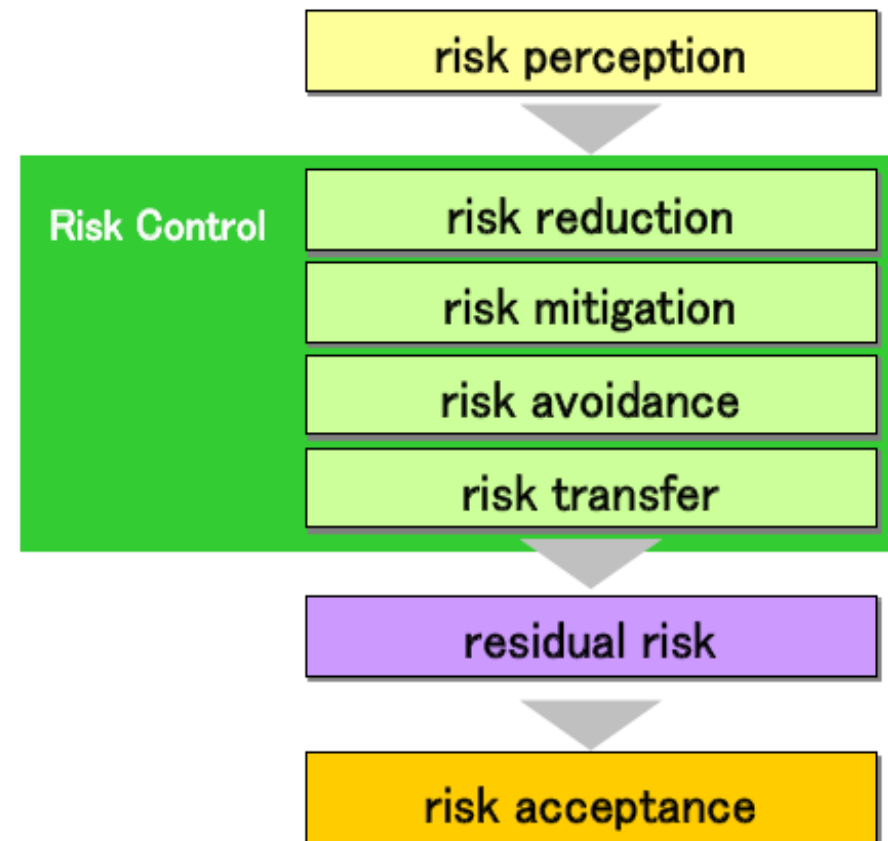 risk perception
Risk Control
risk reduction
risk mitigation
risk avoidance
risk transfer
residual risk
risk acceptance